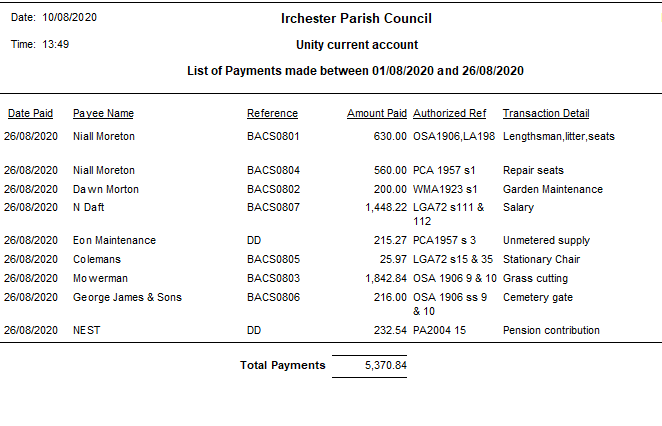 Date: 10/08/2020 Irchester Parish Council
Time: 13:49 Unity current account
List of Payments made between 01/08/2020 and 26/08/2020
Date Paid Payee Name Reference Amount Paid Authorized Ref Transaction Detail
26/08/2020 Niall Moreton BACS0801 630.00 OSA1906,LA198 Lengthsman,litter,seats
26/08/2020 Niall Moreton BACS0804 560.00 PCA 1957 s1 Repair seats
26/08/2020 Dawn Morton BACS0802 200.00 WMA1923 s1 Garden Maintenance
26/08/2020 N Daft BACS0807 1,448.22 LGA72 s111 & Salary
112
26/08/2020 Eon Maintenance DD 215.27 PCA1957 s 3 Unmetered supply
26/08/2020 Colemans BACS0805 25.97 LGA72 s15 & 35 Stationary Chair
26/08/2020 Mowerman BACS0803 1,842.84 OSA 1906 9 & 10 Grass cutting
26/08/2020 George James & Sons BACS0806 216.00 OSA 1906 ss 9 Cemetery gate
& 10
26/08/2020 NEST DD 232.54 PA2004 15 Pension contribution
Total Payments 5,370.84